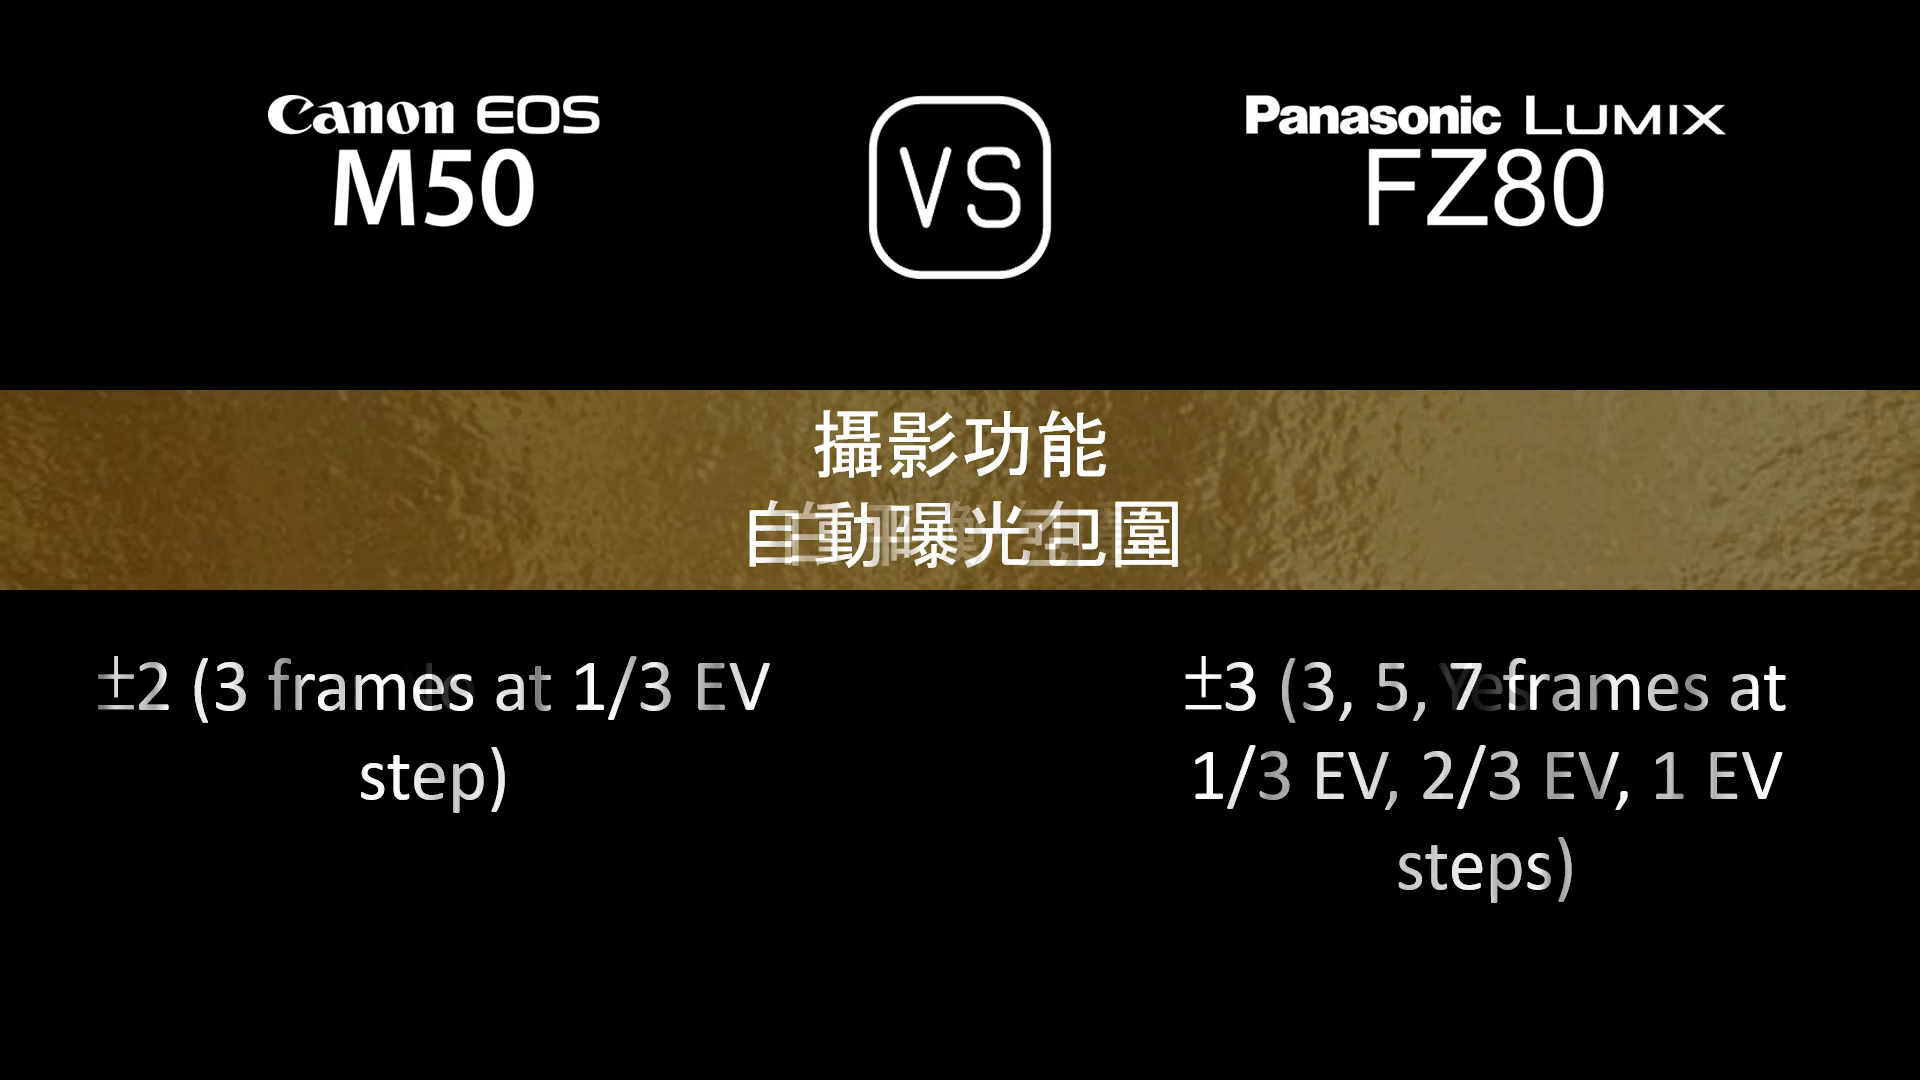 Canon EOS
M50
VS
Panasonic LUMIX
FZ80
攝影功能
自動曝光包圍
±2 (3 frames at 1/3 EV
step)
±3 (3, 5, 7 frames at
1/3 EV, 2/3 EV, 1 EV
steps)